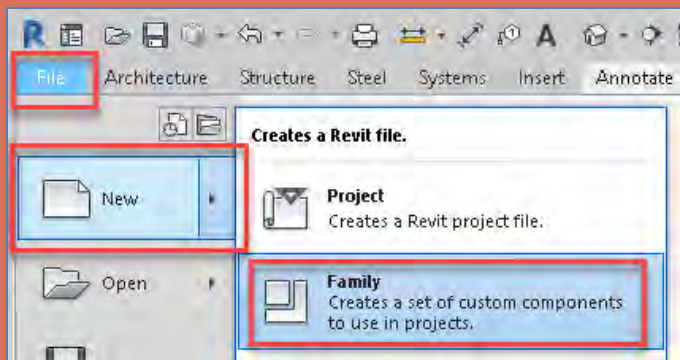 R A
File Architecture Structure Steel Systems Insert Annotate
Creates a Revit file.
New
Project
Creates a Revit project file.
Open
Family
Creates a set of custom components
to use in projects.